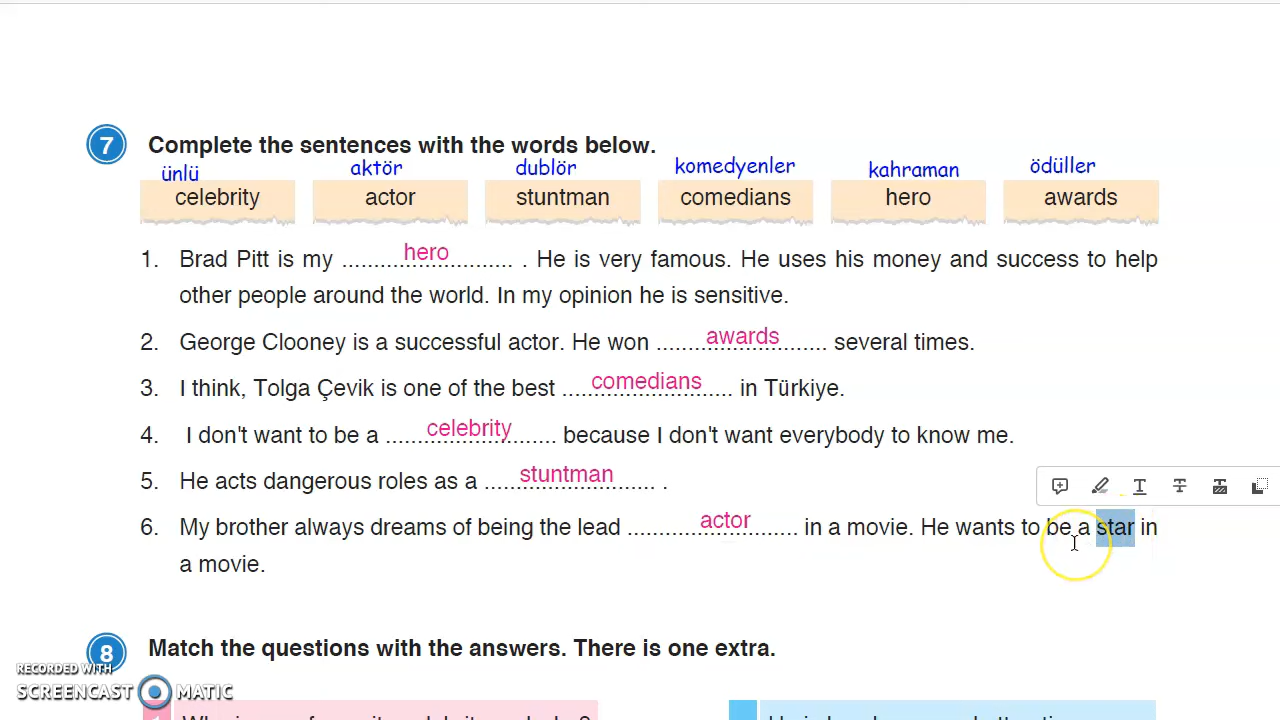 7 Complete the sentences with the words below.
ünlü aktör dublör komedyenler kahraman ödüller
celebrity actor stuntman comedians hero awards
1. Brad Pitt is my ..........hero.......... . He is very famous. He uses his money and success to help
other people around the world. In my opinion he is sensitive.
2. George Clooney is a successful actor. He won ..........awards.......... several times.
3. I think, Tolga Çevik is one of the best ..........comedians.......... in Türkiye.
4. I don't want to be a ..........celebrity.......... because I don't want everybody to know me.
5. He acts dangerous roles as a ..........stuntman.......... .
6. My brother always dreams of being the lead ..........actor.......... in a movie. He wants to be a star in
a movie.
8 Match the questions with the answers. There is one extra.
RECORDED WITH
SCREENCAST MATIC